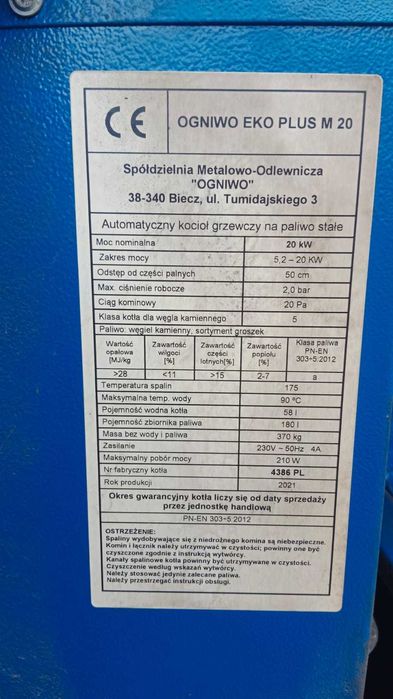 CE OGNIWO EKO PLUS M 20
Spółdzielnia Metalowo-Odlewnicza
"OGNIWO"
38-340 Biecz, ul. Tumidajskiego 3
Automatyczny kocioł grzewczy na paliwo stałe
Moc nominalna 20 kW
Zakres mocy 5,2 – 20 KW
Odstęp od części palnych 50 cm
Max. ciśnienie robocze 2,0 bar
Ciąg kominowy 20 Pa
Klasa kotła dla węgla kamiennego 5
Paliwo: węgiel kamienny, sortyment groszek
Wartość opałowa [MJ/kg Zawartość wilgoci [%] Zawartość części lotnych[%] Zawartość popiołu [%] Klasa paliwa PN-EN 303÷5:2012
>28 <11 >15 2-7 a
Temperatura spalin 175
Maksymalna temp. wody 90 ºC
Pojemność wodna kotła 58 l
Pojemność zbiornika paliwa 180 l
Masa bez wody i paliwa 370 kg
Zasilanie 230V ~ 50Hz 4A
Maksymalny pobór mocy 210 W
Nr fabryczny kotła 4386 PL
Rok produkcji 2021
Okres gwarancyjny kotła liczy się od daty sprzedaży
przez jednostkę handlową
PN-EN 303÷5:2012
OSTRZEŻENIE:
Spaliny wydobywające się z niedrożnego komina są niebezpieczne.
Komin i łącznik należy utrzymywać w czystości; powinny one być
czyszczone zgodnie z instrukcją wytwórcy.
Kanały spalinowe kotła powinny być utrzymywane w czystości.
Czyszczenie według wskazań wytwórcy.
Należy stosować jedynie zalecane paliwa.
Należy przestrzegać instrukcji obsługi.